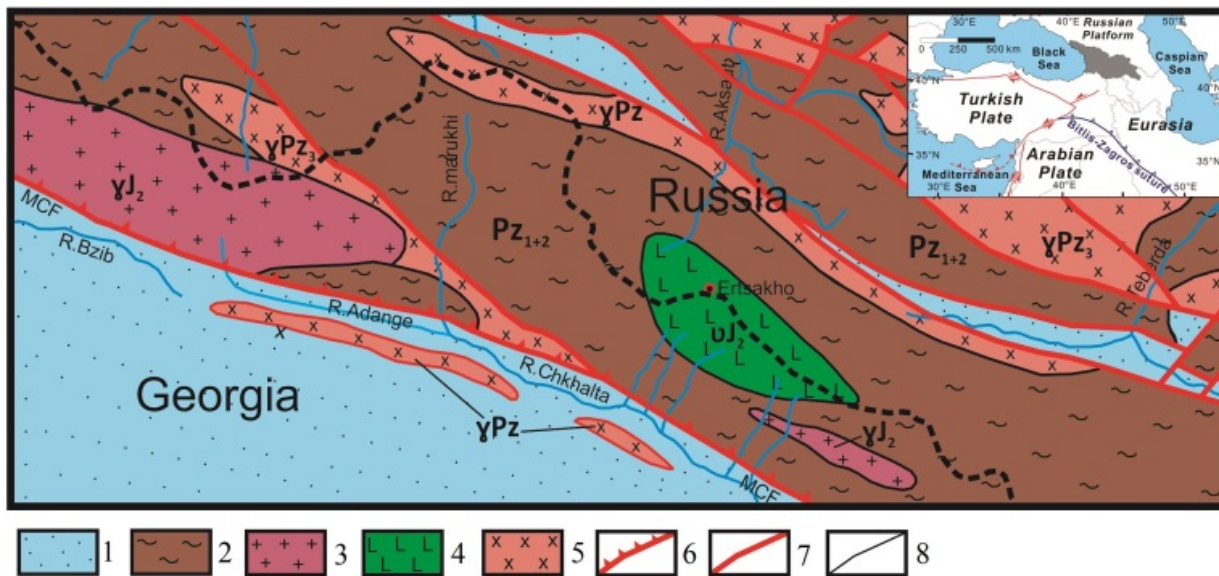 30°E
40°E
Russian
Platform
50°E
0 250 500 km
Black
Sea
Caspian
Sea
40°N
40°N
Turkish
Plate
Eurasia
Bitlis-Zagros suture
35°N
Arabian
Plate
35°N
Mediterranean
Sea
30°E
40°E
50°E
γPz₃
γPz
R.Aksaut
R.marukhi
γJ₂
Russia
MCF
R.Bzib
Pz₁₊₂
Pz₁₊₂
γPz₃
R.Teberda
Ertsakho
R.Adange
υJ₂
R.Chkhalta
Georgia
γPz
γJ₂
MCF
1 2 3 4 5 6 7 8